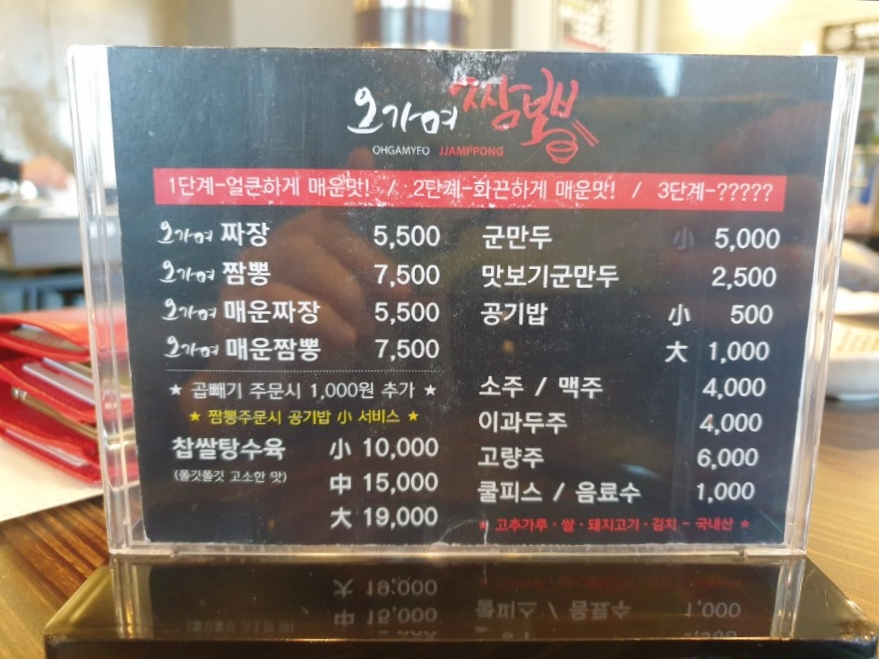 오가며 짬뽕
OHGAMYEO JJAMPPONG
1단계-얼큰하게 매운맛! / 2단계-화끈하게 매운맛! / 3단계-?????
오가며 짜장 5,500
오가며 짬뽕 7,500
오가며 매운짜장 5,500
오가며 매운짬뽕 7,500
★ 곱빼기 주문시 1,000원 추가 ★
★ 짬뽕주문시 공기밥 小 서비스 ★
찹쌀탕수육 小 10,000
(쫄깃쫄깃 고소한 맛)
中 15,000
大 19,000
군만두 小 5,000
맛보기군만두 2,500
공기밥 小 500
大 1,000
소주 / 맥주 4,000
이과두주 4,000
고량주 6,000
쿨피스 / 음료수 1,000
★ 고추가루 · 쌀 · 돼지고기 · 김치 - 국내산 ★